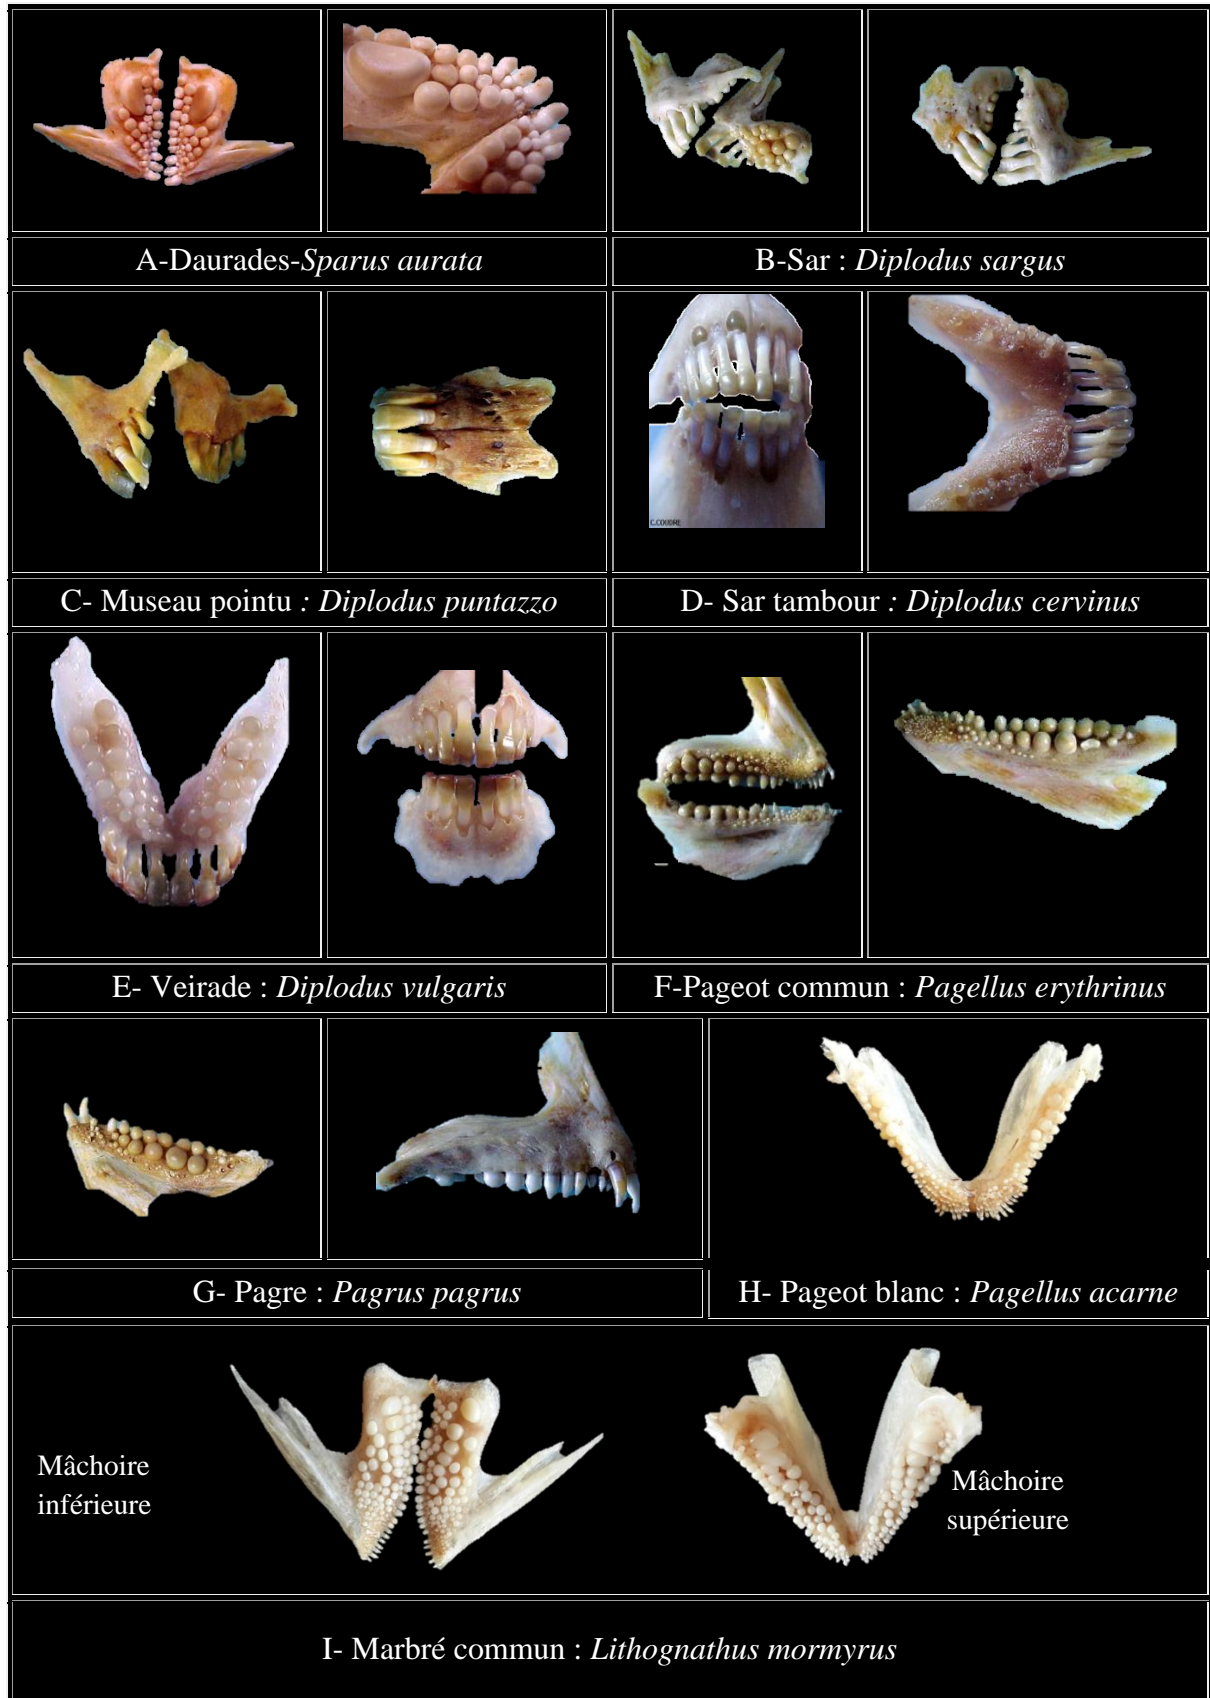 A-Daurades-Sparus aurata
B-Sar : Diplodus sargus
C.COUDRE
C- Museau pointu : Diplodus puntazzo
D- Sar tambour : Diplodus cervinus
E- Veirade : Diplodus vulgaris
F-Pageot commun : Pagellus erythrinus
G- Pagre : Pagrus pagrus
H- Pageot blanc : Pagellus acarne
Mâchoire
inférieure
Mâchoire
supérieure
I- Marbré commun : Lithognathus mormyrus